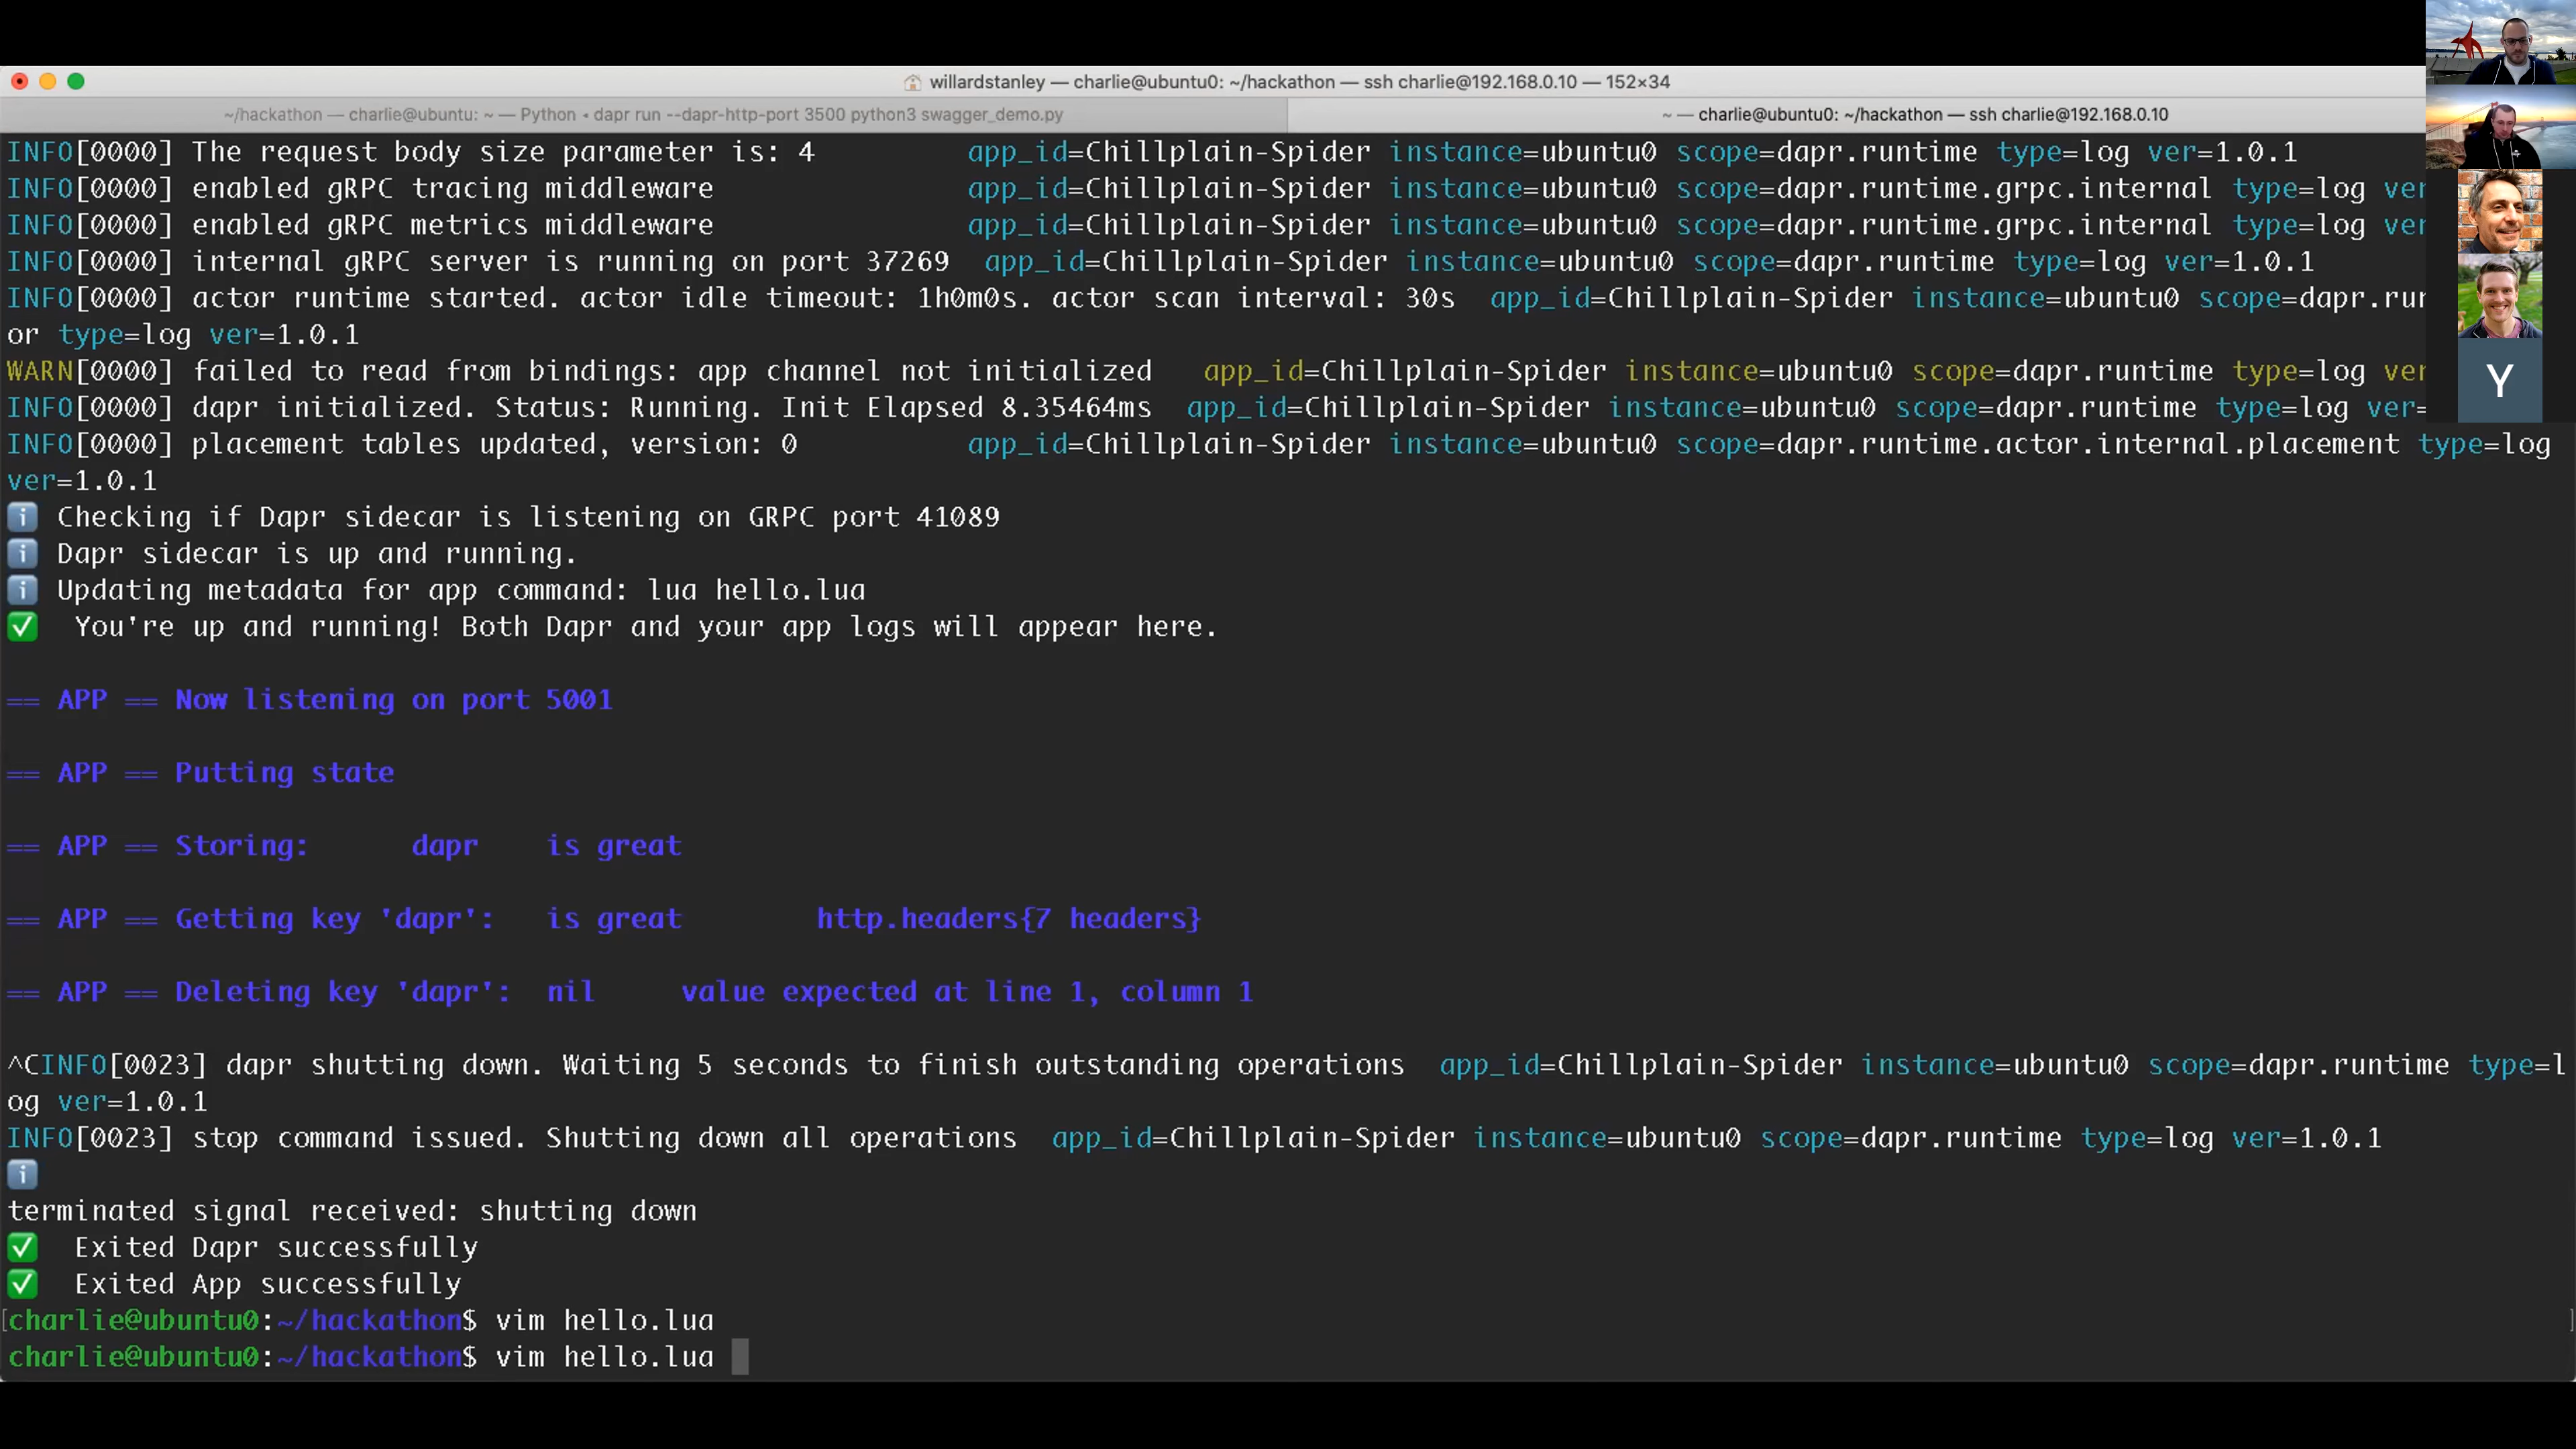 willardstanley — charlie@ubuntu0: ~/hackathon — ssh charlie@192.168.0.10 — 152×34
~/hackathon — charlie@ubuntu: ~ — Python ◂ dapr run --dapr-http-port 3500 python3 swagger_demo.py
~ — charlie@ubuntu0: ~/hackathon — ssh charlie@192.168.0.10
INFO[0000] The request body size parameter is: 4 app_id=Chillplain-Spider instance=ubuntu0 scope=dapr.runtime type=log ver=1.0.1
INFO[0000] enabled gRPC tracing middleware app_id=Chillplain-Spider instance=ubuntu0 scope=dapr.runtime.grpc.internal type=log ver
INFO[0000] enabled gRPC metrics middleware app_id=Chillplain-Spider instance=ubuntu0 scope=dapr.runtime.grpc.internal type=log ver
INFO[0000] internal gRPC server is running on port 37269 app_id=Chillplain-Spider instance=ubuntu0 scope=dapr.runtime type=log ver=1.0.1
INFO[0000] actor runtime started. actor idle timeout: 1h0m0s. actor scan interval: 30s app_id=Chillplain-Spider instance=ubuntu0 scope=dapr.run
or type=log ver=1.0.1
WARN[0000] failed to read from bindings: app channel not initialized app_id=Chillplain-Spider instance=ubuntu0 scope=dapr.runtime type=log ver
INFO[0000] dapr initialized. Status: Running. Init Elapsed 8.35464ms app_id=Chillplain-Spider instance=ubuntu0 scope=dapr.runtime type=log ver=
Y
INFO[0000] placement tables updated, version: 0 app_id=Chillplain-Spider instance=ubuntu0 scope=dapr.runtime.actor.internal.placement type=log
ver=1.0.1
ℹ️ Checking if Dapr sidecar is listening on GRPC port 41089
ℹ️ Dapr sidecar is up and running.
ℹ️ Updating metadata for app command: lua hello.lua
✅ You're up and running! Both Dapr and your app logs will appear here.
== APP == Now listening on port 5001
== APP == Putting state
== APP == Storing: dapr is great
== APP == Getting key 'dapr': is great http.headers{7 headers}
== APP == Deleting key 'dapr': nil value expected at line 1, column 1
^CINFO[0023] dapr shutting down. Waiting 5 seconds to finish outstanding operations app_id=Chillplain-Spider instance=ubuntu0 scope=dapr.runtime type=l
og ver=1.0.1
INFO[0023] stop command issued. Shutting down all operations app_id=Chillplain-Spider instance=ubuntu0 scope=dapr.runtime type=log ver=1.0.1
ℹ️
terminated signal received: shutting down
✅ Exited Dapr successfully
✅ Exited App successfully
[charlie@ubuntu0:~/hackathon$ vim hello.lua ]
charlie@ubuntu0:~/hackathon$ vim hello.lua